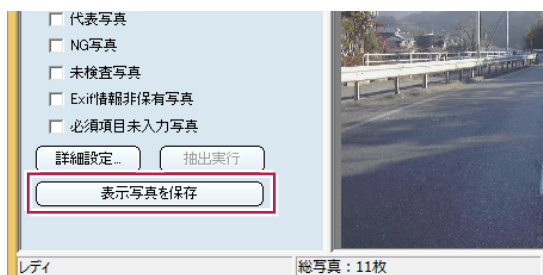 代表写真
NG写真
未検査写真
Exif情報非保有写真
必須項目未入力写真
詳細設定... 抽出実行
表示写真を保存
レディ 総写真：11枚